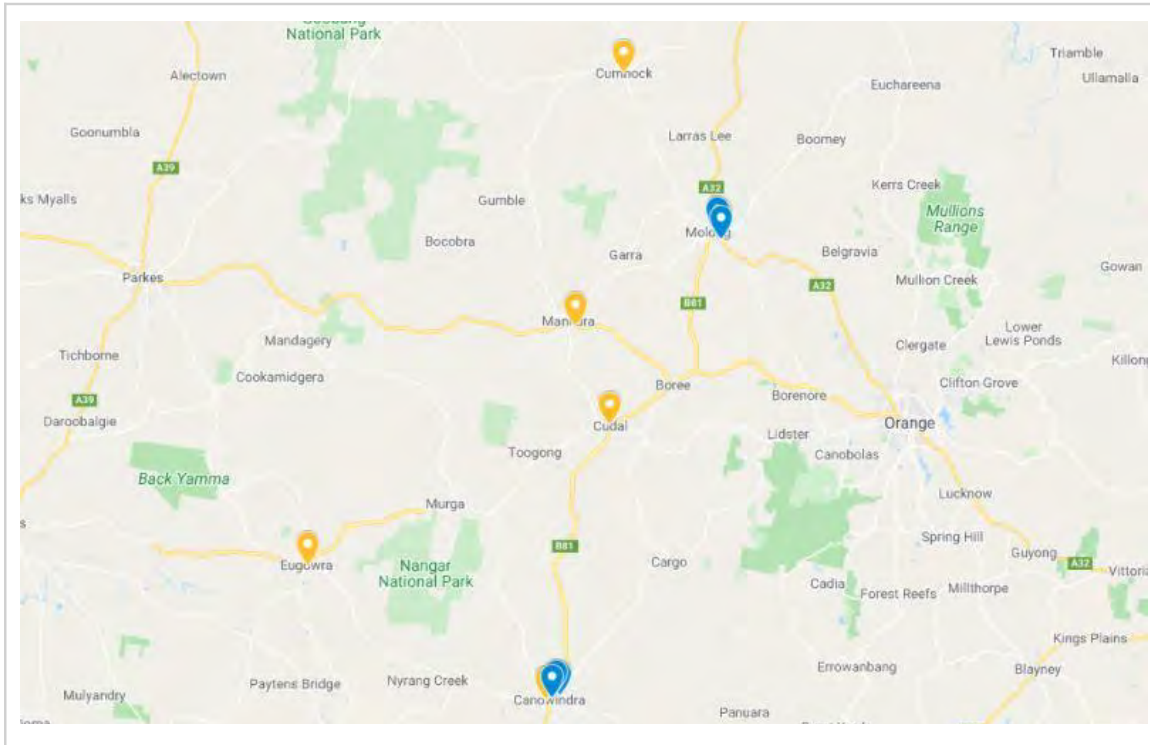 National Park
Cumnock
Triamble
Alectown
Euchareena
Ullamalla
Goonumbla
Larras Lee
Boomey
A39
A32
Kerrs Creek
ks Myalls
Gumble
Mullions
Range
Molong
Bocobra
Garra
Belgravia
Gowan
Parkes
Mullion Creek
A32
B81
Manildra
Lower
Lewis Ponds
Mandagery
Clergate
Tichborne
Killong
Cookamidgera
Boree
Clifton Grove
Borenore
A39
Daroobalgie
Cudal
Orange
Lidster
Toogong
Canobolas
Back Yamma
Lucknow
Murga
Spring Hill
B81
Guyong
Eugowra
Nangar
National Park
Cargo
A32
Vittoria
Cadia
Forest Reefs
Millthorpe
Kings Plains
Errowanbang
Blayney
Paytens Bridge
Nyrang Creek
Mulyandry
Canowindra
Panuara